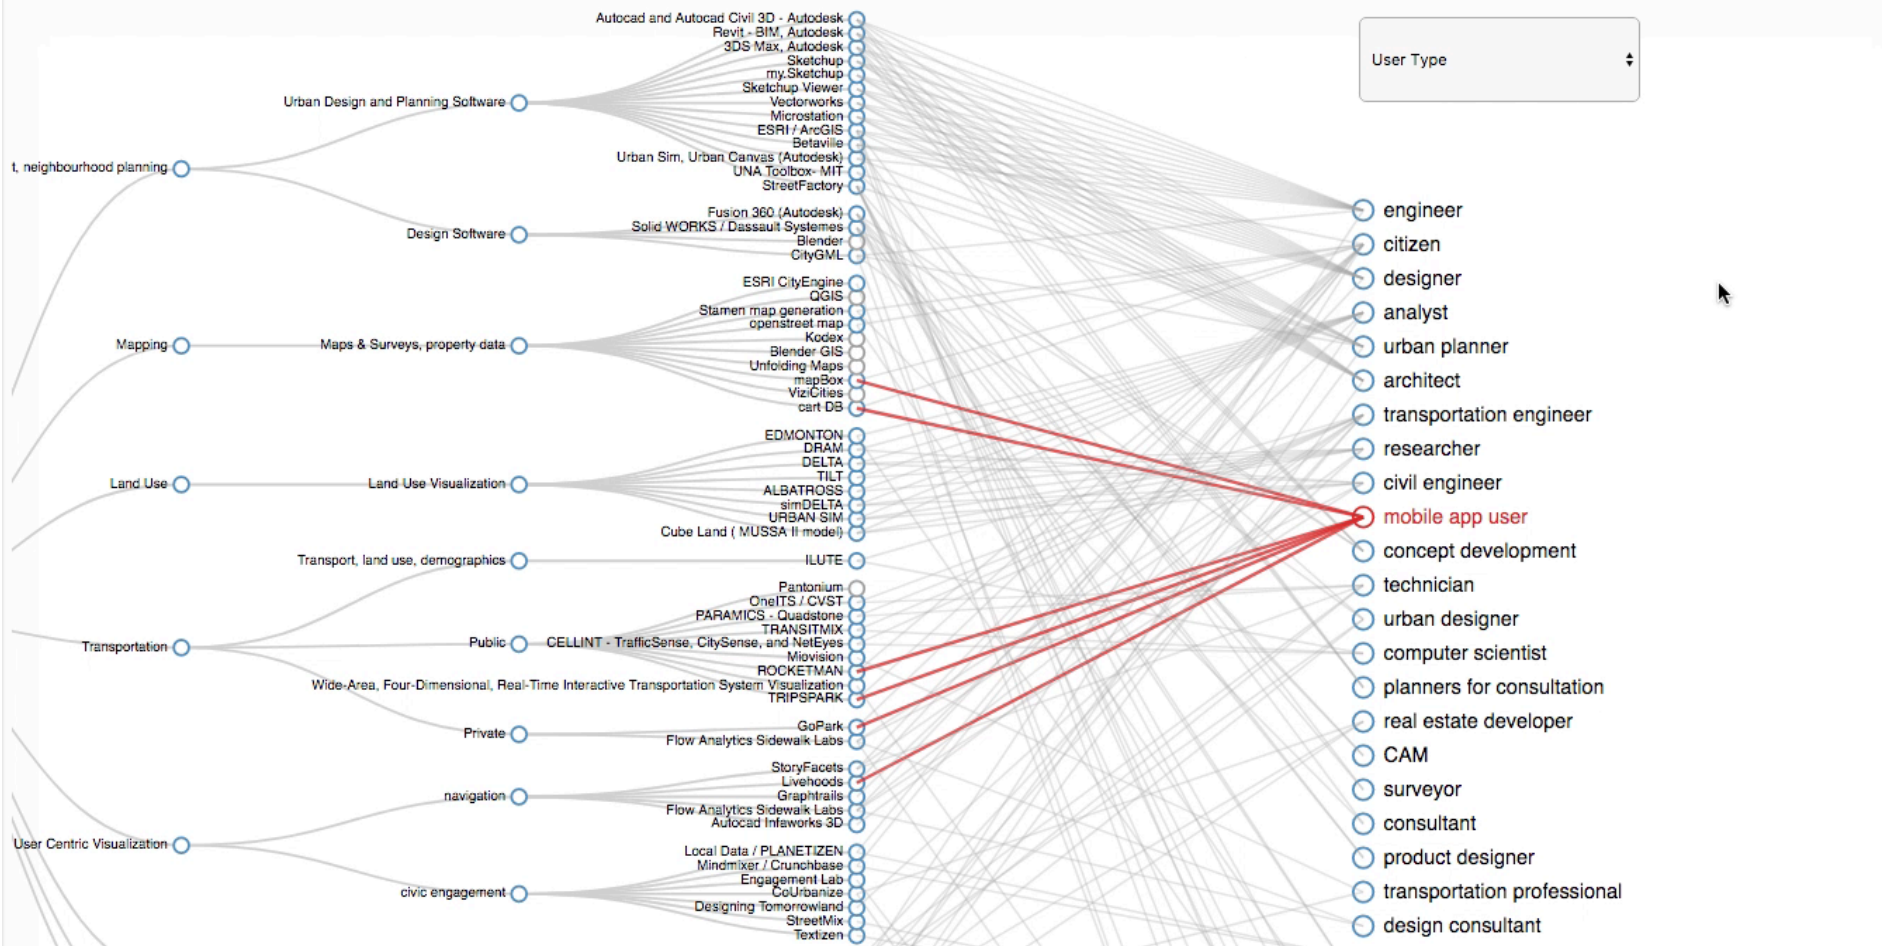 t, neighbourhood planning
Mapping
Land Use
Transportation
User Centric Visualization
Urban Design and Planning Software
Design Software
Maps & Surveys, property data
Land Use Visualization
Transport, land use, demographics
Public
Private
navigation
civic engagement
Autocad and Autocad Civil 3D - Autodesk
Revit - BIM, Autodesk
3DS Max, Autodesk
Sketchup
my.Sketchup
Sketchup Viewer
Vectorworks
Microstation
ESRI / ArcGIS
Betaville
Urban Sim, Urban Canvas (Autodesk)
UNA Toolbox- MIT
StreetFactory
Fusion 360 (Autodesk)
Solid WORKS / Dassault Systemes
Blender
CityGML
ESRI CityEngine
QGIS
Stamen map generation
openstreet map
Kodex
Blender GIS
Unfolding Maps
mapBox
ViziCities
cart DB
EDMONTON
DRAM
DELTA
TILT
ALBATROSS
simDELTA
URBAN SIM
Cube Land ( MUSSA II model)
ILUTE
Pantonium
OneITS / CVST
PARAMICS - Quadstone
TRANSITMIX
CELLINT - TrafficSense, CitySense, and NetEyes
Miovision
ROCKETMAN
Wide-Area, Four-Dimensional, Real-Time Interactive Transportation System Visualization
TRIPSPARK
GoPark
Flow Analytics Sidewalk Labs
StoryFacets
Livehoods
Graphtrails
Flow Analytics Sidewalk Labs
Autocad Infaworks 3D
Local Data / PLANETIZEN
Mindmixer / Crunchbase
Engagement Lab
CoUrbanize
Designing Tomorrowland
StreetMix
Textizen
User Type
engineer
citizen
designer
analyst
urban planner
architect
transportation engineer
researcher
civil engineer
mobile app user
concept development
technician
urban designer
computer scientist
planners for consultation
real estate developer
CAM
surveyor
consultant
product designer
transportation professional
design consultant